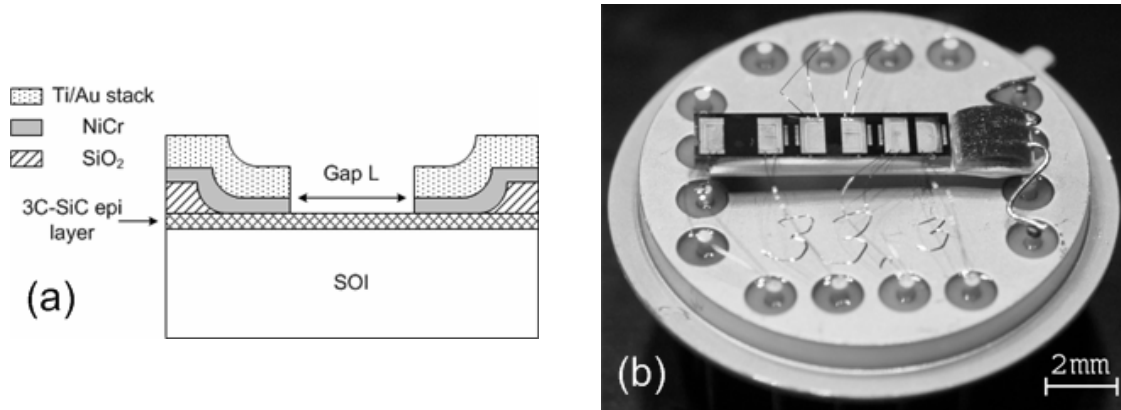 Ti/Au stack
NiCr
SiO₂
3C-SiC epi
layer
Gap L
SOI
(a)
(b)
2mm